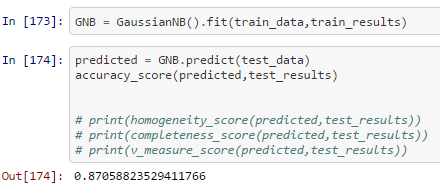 In [173]: GNB = GaussianNB().fit(train_data,train_results)
In [174]: predicted = GNB.predict(test_data)
accuracy_score(predicted,test_results)
# print(homogeneity_score(predicted,test_results))
# print(completeness_score(predicted,test_results))
# print(v_measure_score(predicted,test_results))
Out[174]: 0.87058823529411766